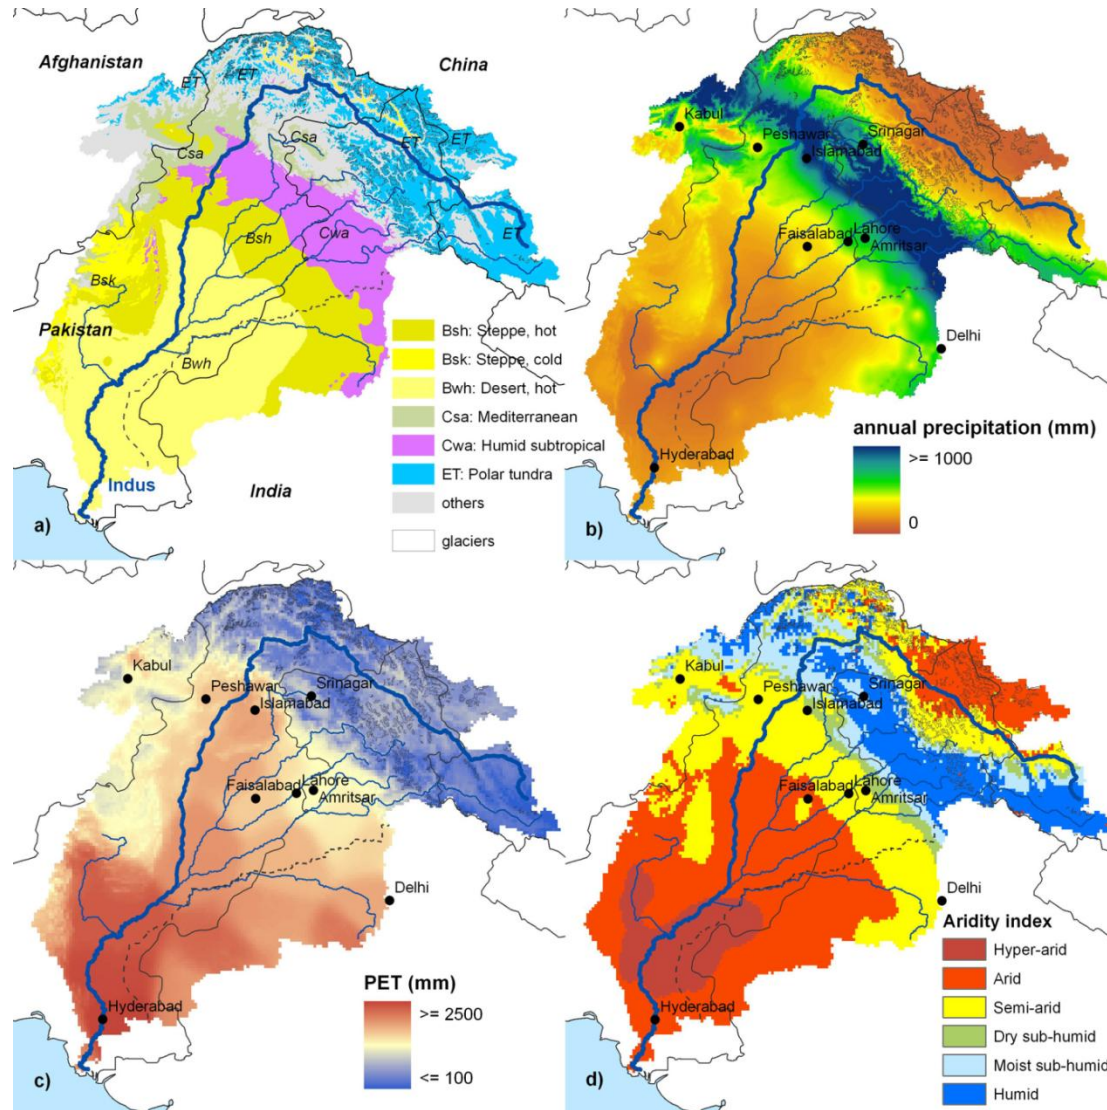 Afghanistan
China
ET
ET
ET
Csa
Csa
ET
ET
ET
Bsh
Cwa
Bsk
Pakistan
Bwh
Indus
India
a)
Bsh: Steppe, hot
Bsk: Steppe, cold
Bwh: Desert, hot
Csa: Mediterranean
Cwa: Humid subtropical
ET: Polar tundra
others
glaciers
Kabul
Peshawar
Srinagar
Islamabad
Faisalabad
Lahore
Amritsar
Delhi
Hyderabad
annual precipitation (mm)
>= 1000
0
b)
Kabul
Peshawar
Srinagar
Islamabad
Faisalabad
Lahore
Amritsar
Delhi
Hyderabad
PET (mm)
>= 2500
<= 100
c)
Kabul
Peshawar
Srinagar
Islamabad
Faisalabad
Lahore
Amritsar
Delhi
Hyderabad
Aridity index
Hyper-arid
Arid
Semi-arid
Dry sub-humid
Moist sub-humid
Humid
d)